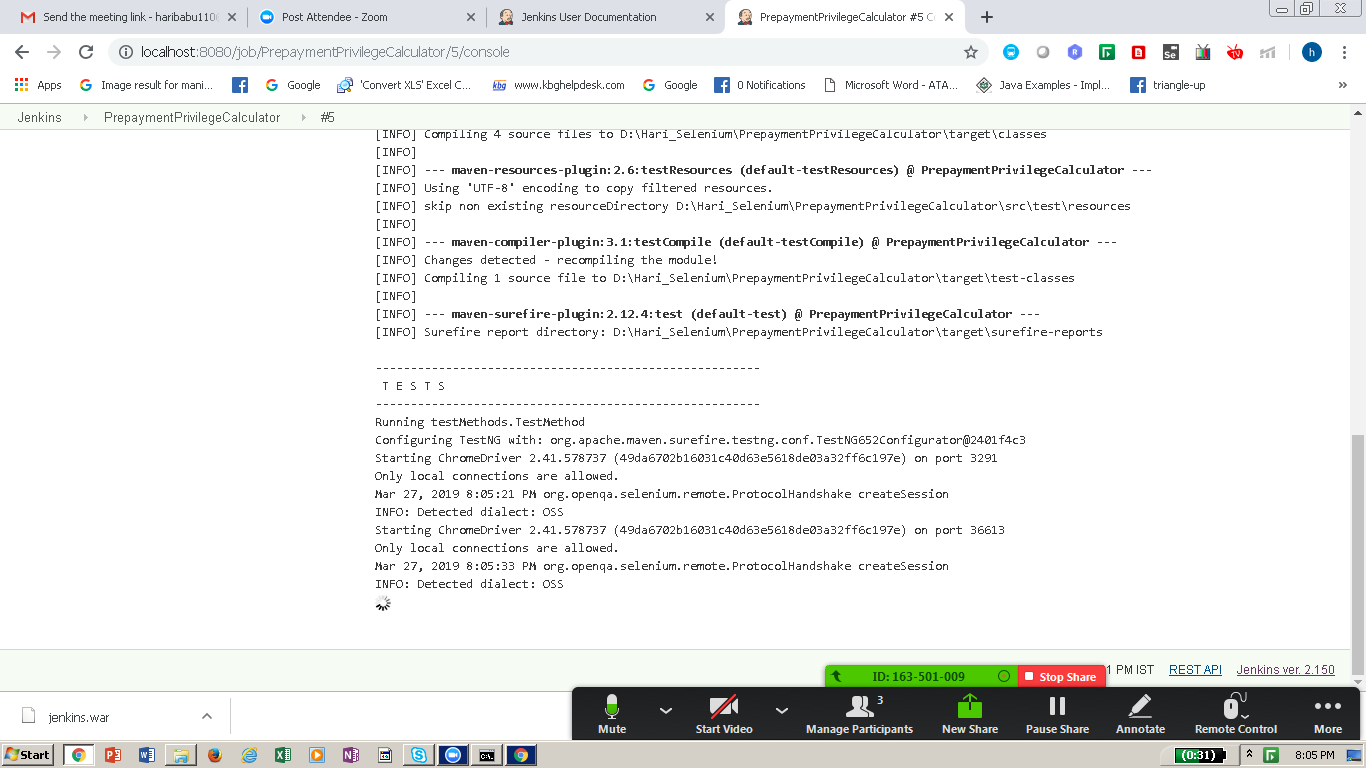 Send the meeting link - haribabu110
Post Attendee - Zoom
Jenkins User Documentation
PrepaymentPrivilegeCalculator #5 C
localhost:8080/job/PrepaymentPrivilegeCalculator/5/console
Apps
Image result for mani...
Google
'Convert XLS' Excel C...
kbg
www.kbghelpdesk.com
Google
0 Notifications
Microsoft Word - ATA...
Java Examples - Impl...
triangle-up
Jenkins
PrepaymentPrivilegeCalculator
#5
[INFO] Compiling 4 source files to D:\Hari_Selenium\PrepaymentPrivilegeCalculator\target\classes
[INFO]
[INFO] --- maven-resources-plugin:2.6:testResources (default-testResources) @ PrepaymentPrivilegeCalculator ---
[INFO] Using 'UTF-8' encoding to copy filtered resources.
[INFO] skip non existing resourceDirectory D:\Hari_Selenium\PrepaymentPrivilegeCalculator\src\test\resources
[INFO]
[INFO] --- maven-compiler-plugin:3.1:testCompile (default-testCompile) @ PrepaymentPrivilegeCalculator ---
[INFO] Changes detected - recompiling the module!
[INFO] Compiling 1 source file to D:\Hari_Selenium\PrepaymentPrivilegeCalculator\target\test-classes
[INFO]
[INFO] --- maven-surefire-plugin:2.12.4:test (default-test) @ PrepaymentPrivilegeCalculator ---
[INFO] Surefire report directory: D:\Hari_Selenium\PrepaymentPrivilegeCalculator\target\surefire-reports
-------------------------------------------------------
T E S T S
-------------------------------------------------------
Running testMethods.TestMethod
Configuring TestNG with: org.apache.maven.surefire.testng.conf.TestNG652Configurator@2401f4c3
Starting ChromeDriver 2.41.578737 (49da6702b16031c40d63e5618de03a32ff6c197e) on port 3291
Only local connections are allowed.
Mar 27, 2019 8:05:21 PM org.openqa.selenium.remote.ProtocolHandshake createSession
INFO: Detected dialect: OSS
Starting ChromeDriver 2.41.578737 (49da6702b16031c40d63e5618de03a32ff6c197e) on port 36613
Only local connections are allowed.
Mar 27, 2019 8:05:33 PM org.openqa.selenium.remote.ProtocolHandshake createSession
INFO: Detected dialect: OSS
1 PM IST
REST API
Jenkins ver. 2.150
ID: 163-501-009
Stop Share
jenkins.war
Mute
Start Video
3
Manage Participants
New Share
Pause Share
Annotate
Remote Control
More
Start
(0:31)
8:05 PM